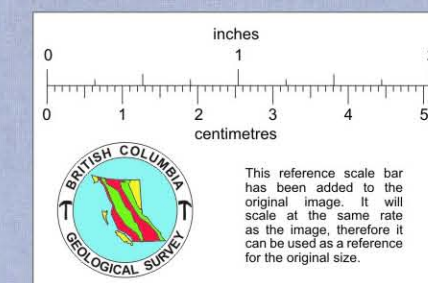 inches
0 1
0 1 2 3 4 5
centimetres
BRITISH COLUMBIA
GEOLOGICAL SURVEY
This reference scale bar
has been added to the
original image. It will
scale at the same rate
as the image, therefore it
can be used as a reference
for the original size.